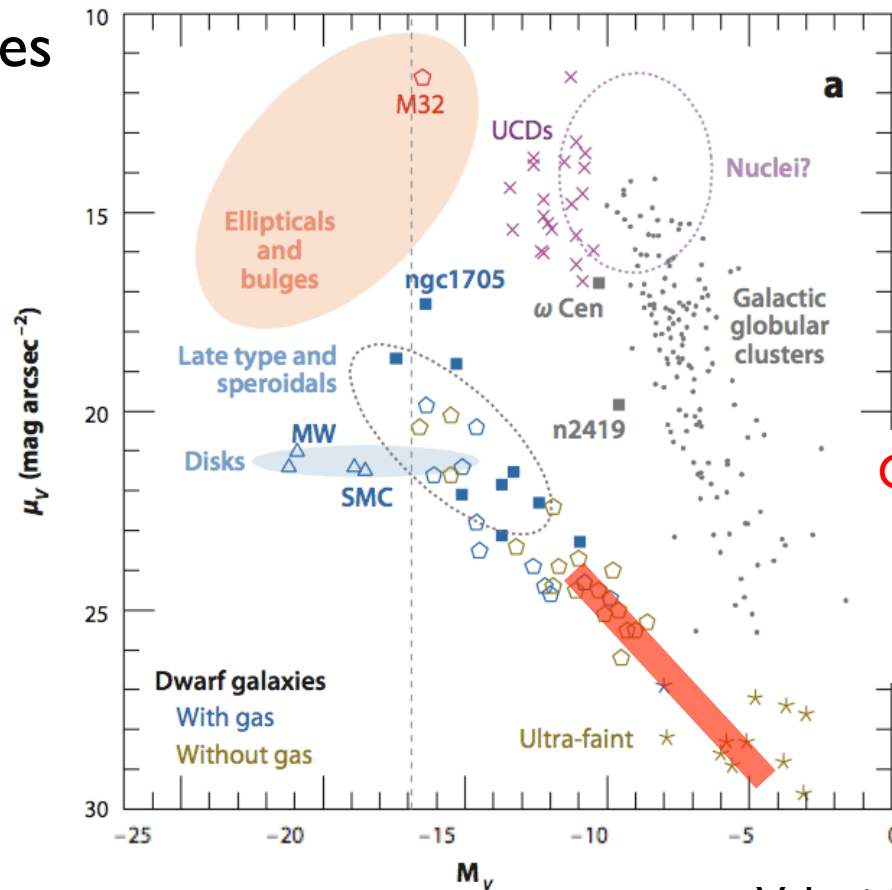 es
10
a
M32
UCDs
Nuclei?
15
Ellipticals
and
bulges
ngc1705
ω Cen
Galactic
globular
clusters
Late type and
speroidals
20
n2419
MW
Disks
SMC
μV (mag arcsec−2)
25
Dwarf galaxies
With gas
Without gas
Ultra-faint
30
−25
−20
−15
−10
−5
MV